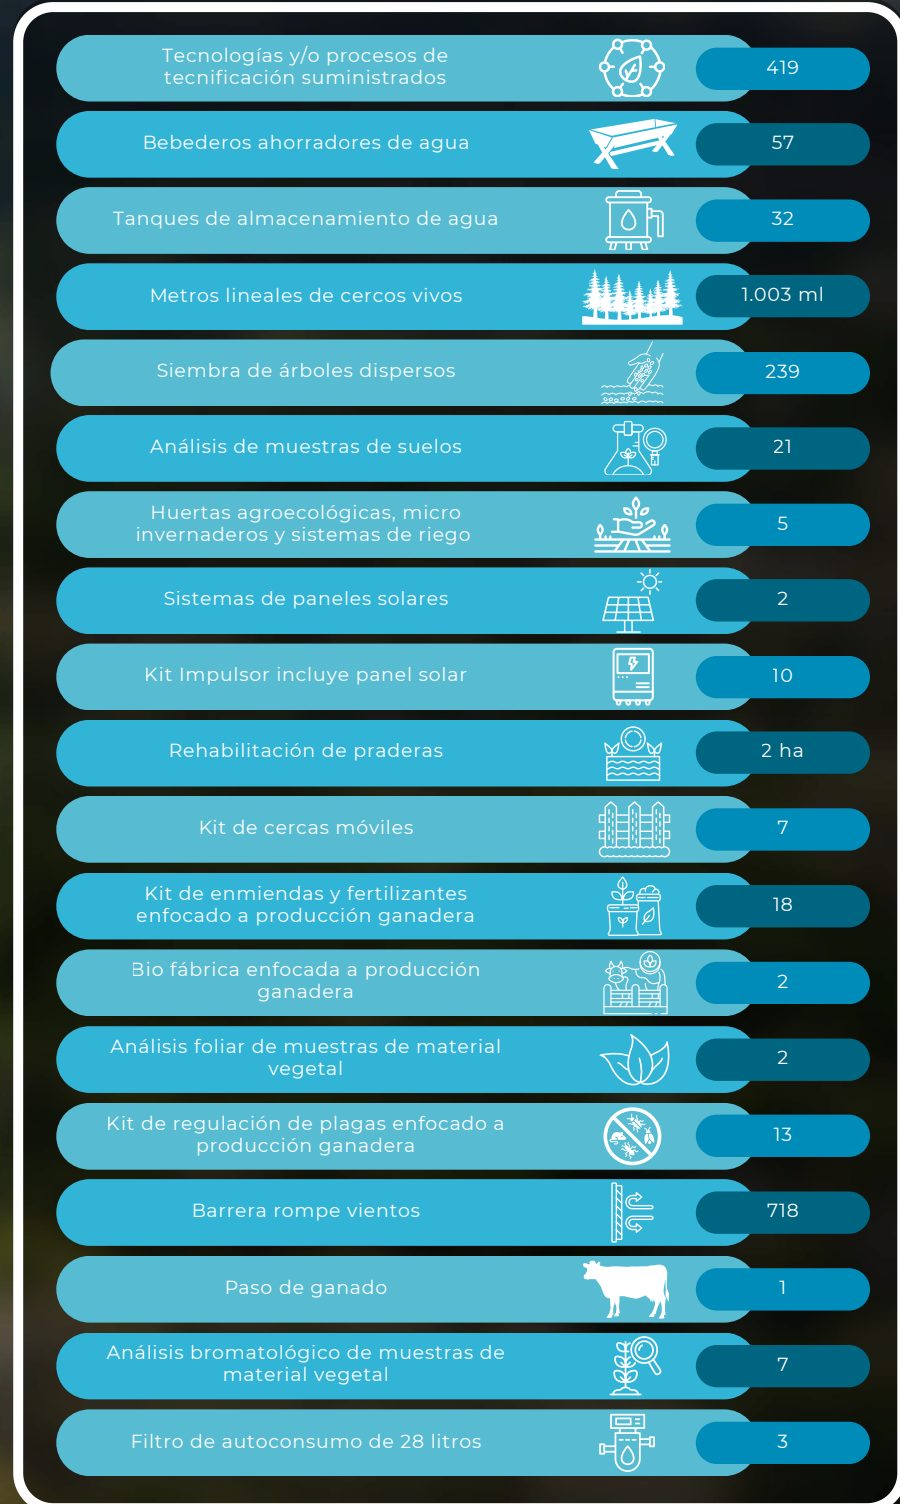 Tecnologías y/o procesos de
tecnificación suministrados
419
Bebederos ahorradores de agua
57
Tanques de almacenamiento de agua
32
Metros lineales de cercos vivos
1.003 ml
Siembra de árboles dispersos
239
Análisis de muestras de suelos
21
Huertas agroecológicas, micro
invernaderos y sistemas de riego
5
Sistemas de paneles solares
2
Kit Impulsor incluye panel solar
10
Rehabilitación de praderas
2 ha
Kit de cercas móviles
7
Kit de enmiendas y fertilizantes
enfocado a producción ganadera
18
Bio fábrica enfocada a producción
ganadera
2
Análisis foliar de muestras de material
vegetal
2
Kit de regulación de plagas enfocado a
producción ganadera
13
Barrera rompe vientos
718
Paso de ganado
1
Análisis bromatológico de muestras de
material vegetal
7
Filtro de autoconsumo de 28 litros
3